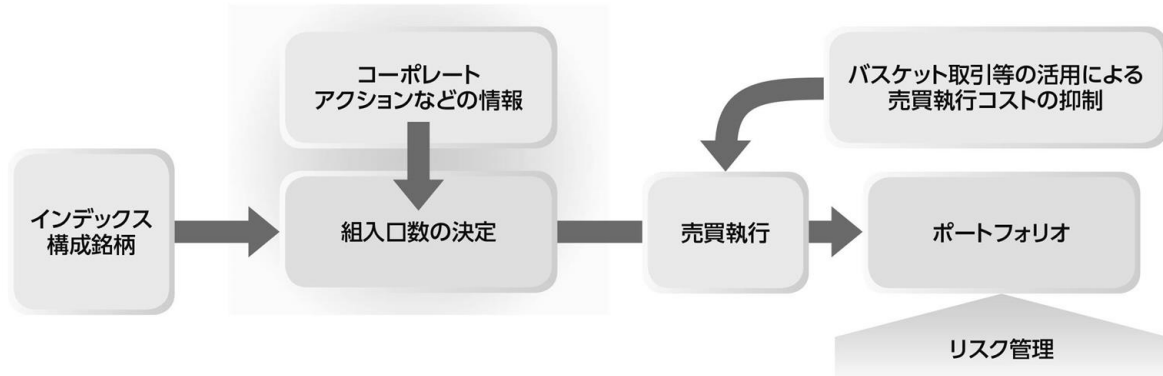 コーポレート
アクションなどの情報
バスケット取引等の活用による
売買執行コストの抑制
インデックス
構成銘柄
組入口数の決定
売買執行
ポートフォリオ
リスク管理